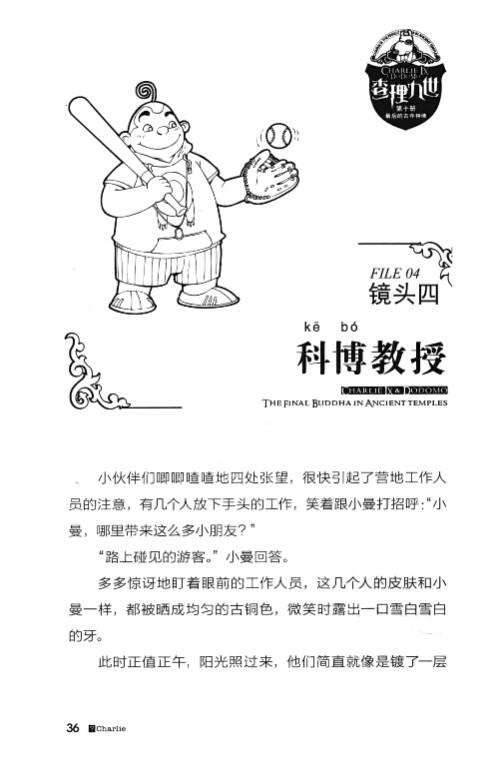 CHARLIE IX
DODOMO
查理九世
第十册
最后的古寺神佛
FILE 04
镜头四
kē bó
科博教授
CHARLIE IX & DODOMO
THE FINAL BUDDHA IN ANCIENT TEMPLES
小伙伴们唧唧喳喳地四处张望，很快引起了营地工作人
员的注意，有几个人放下手头的工作，笑着跟小曼打招呼：“小
曼，哪里带来这么多小朋友？”
“路上碰见的游客。”小曼回答。
多多惊讶地盯着眼前的工作人员，这几个人的皮肤和小
曼一样，都被晒成均匀的古铜色，微笑时露出一口雪白雪白
的牙。
此时正值正午，阳光照过来，他们简直就像是镀了一层
36 Charlie